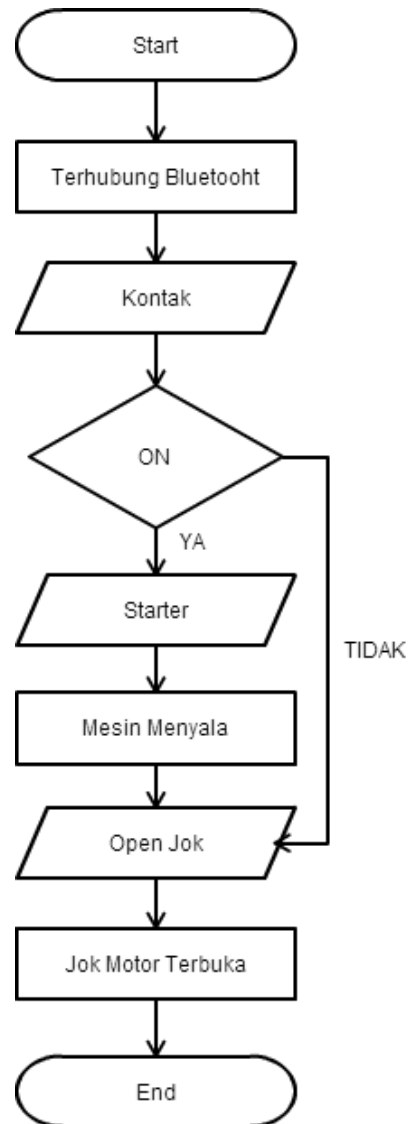 Start
Terhubung Bluetooht
Kontak
ON
YA
Starter
TIDAK
Mesin Menyala
Open Jok
Jok Motor Terbuka
End